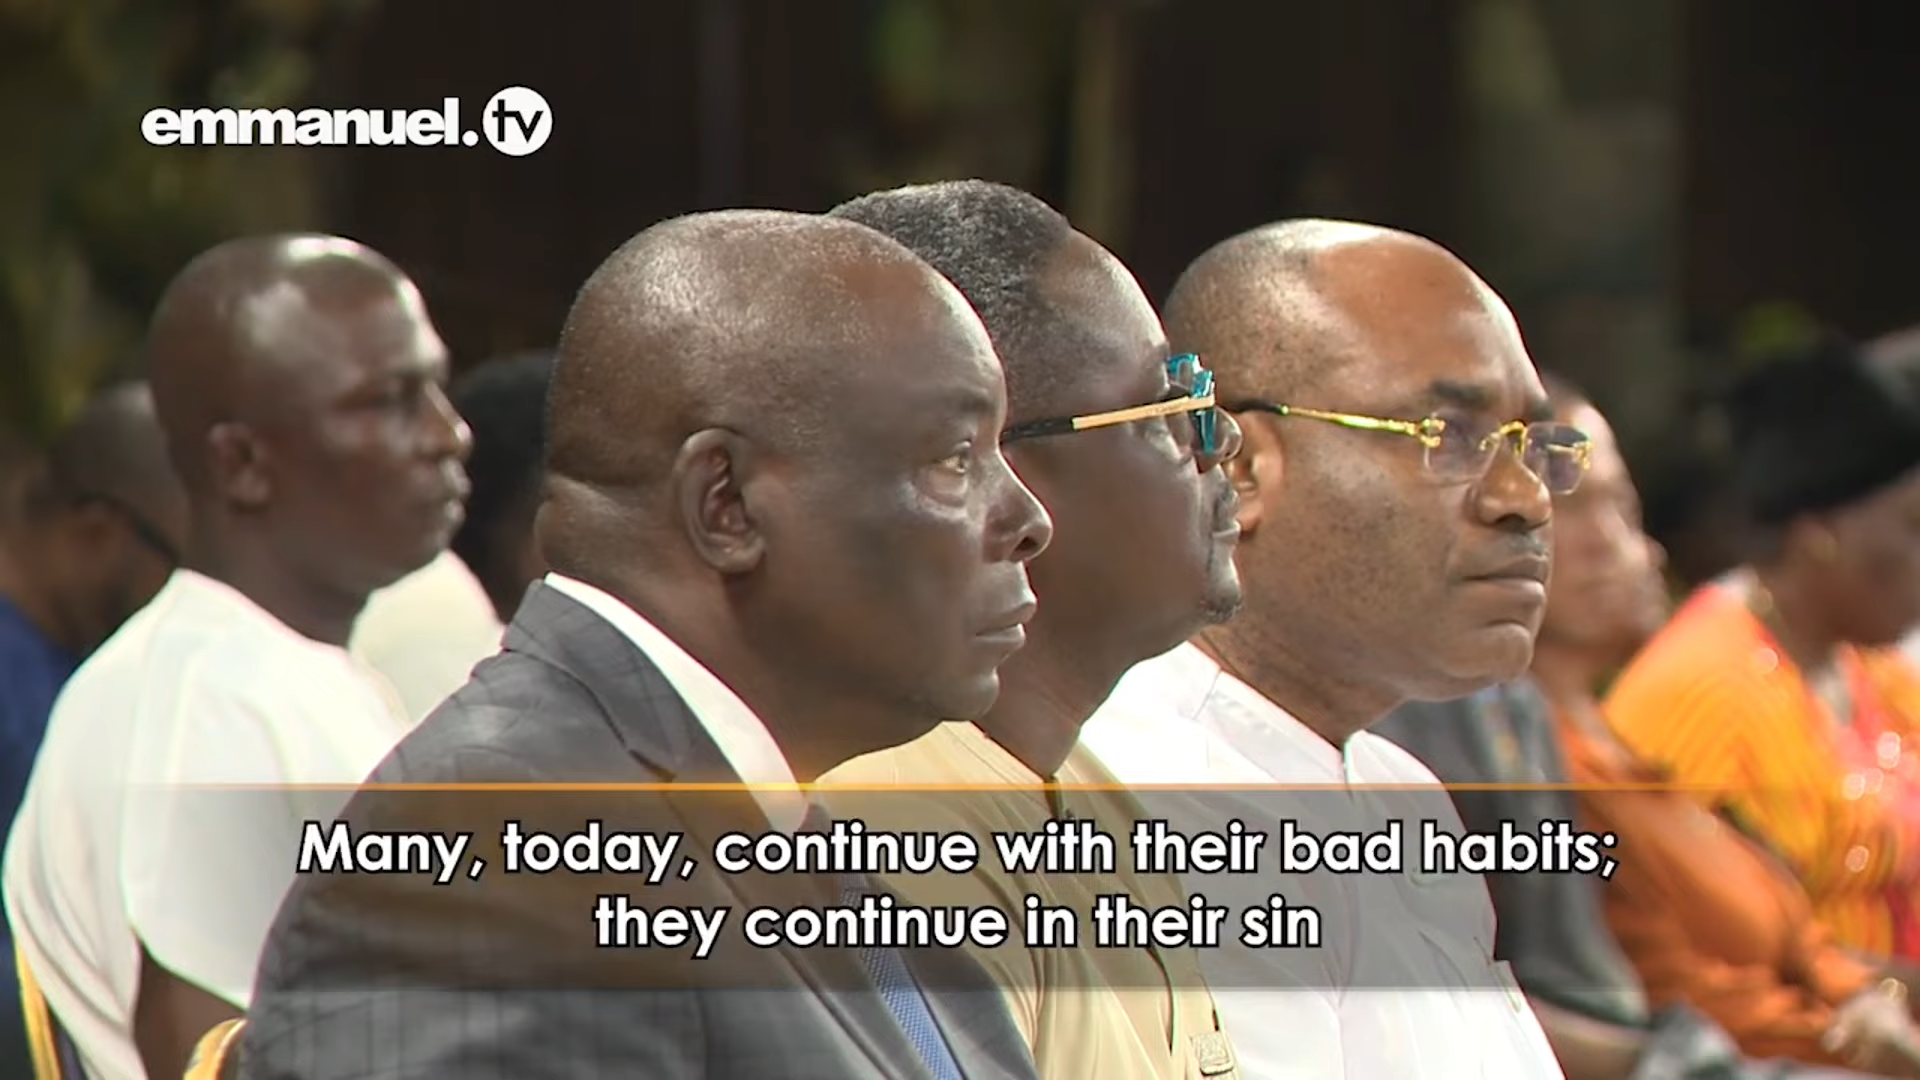 emmanuel.tv
Many, today, continue with their bad habits;
they continue in their sin